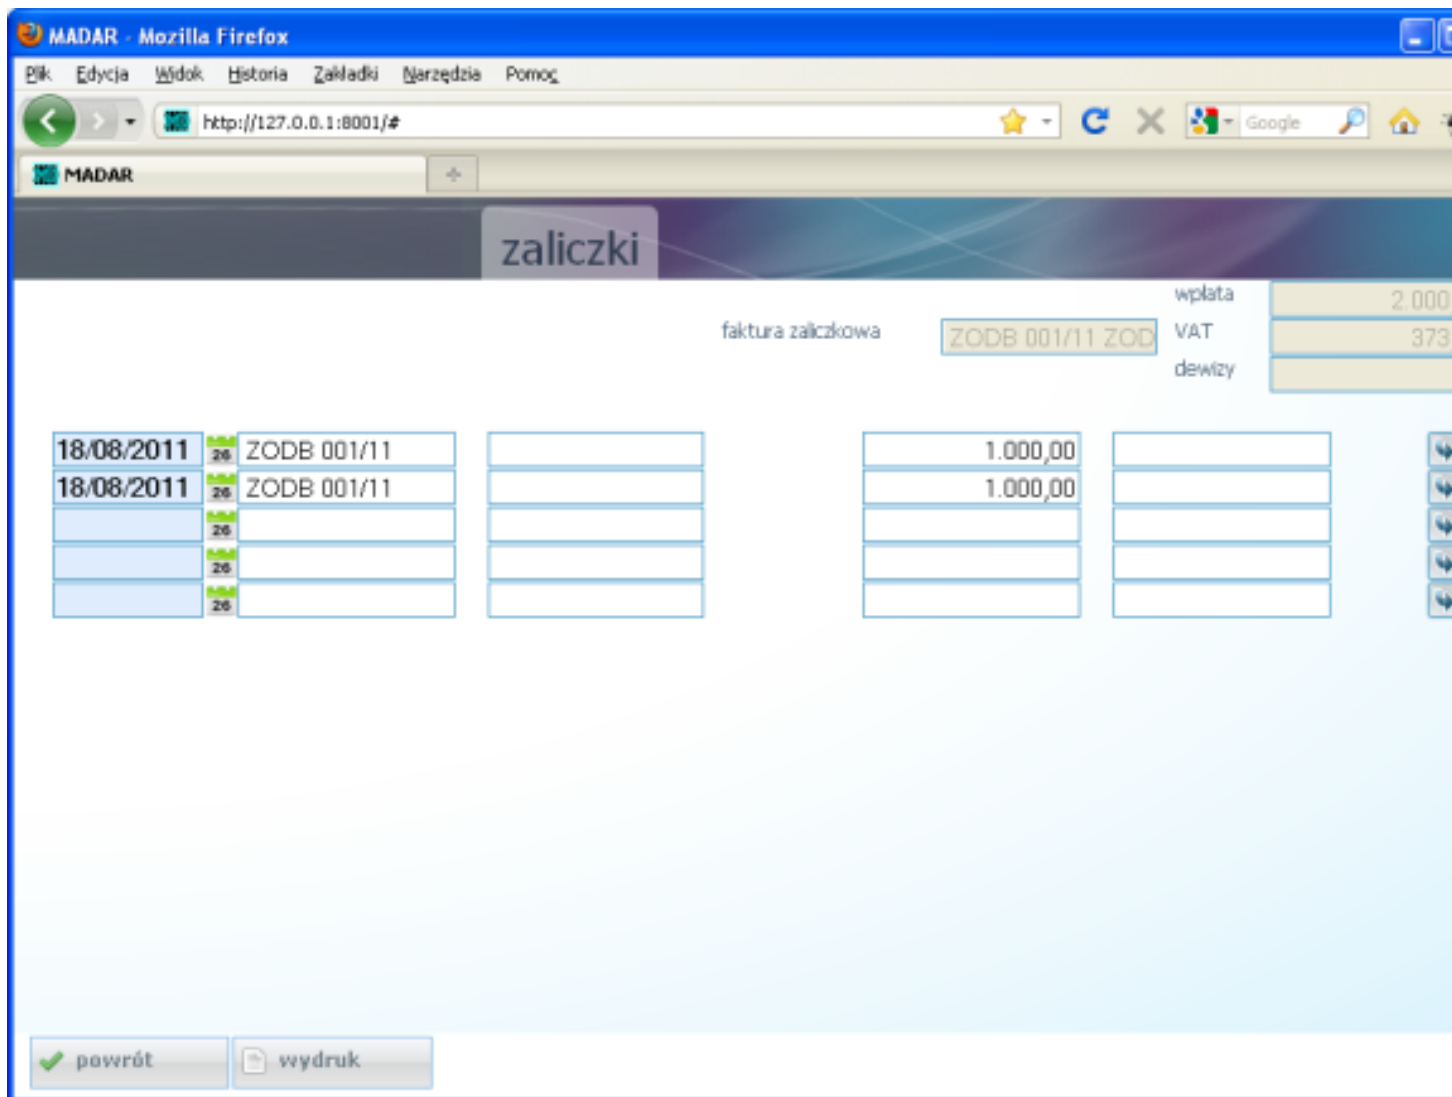 MADAR - Mozilla Firefox
Plik Edycja Widok Historia Zakładki Narzędzia Pomoc
http://127.0.0.1:8001/# Google
MADAR
zaliczki
wpłata 2.000
faktura zaliczkowa ZODB 001/11 ZOD VAT 373
dewizy
18/08/2011 26 ZODB 001/11 1.000,00
18/08/2011 26 ZODB 001/11 1.000,00
26
26
26
powrót wydruk